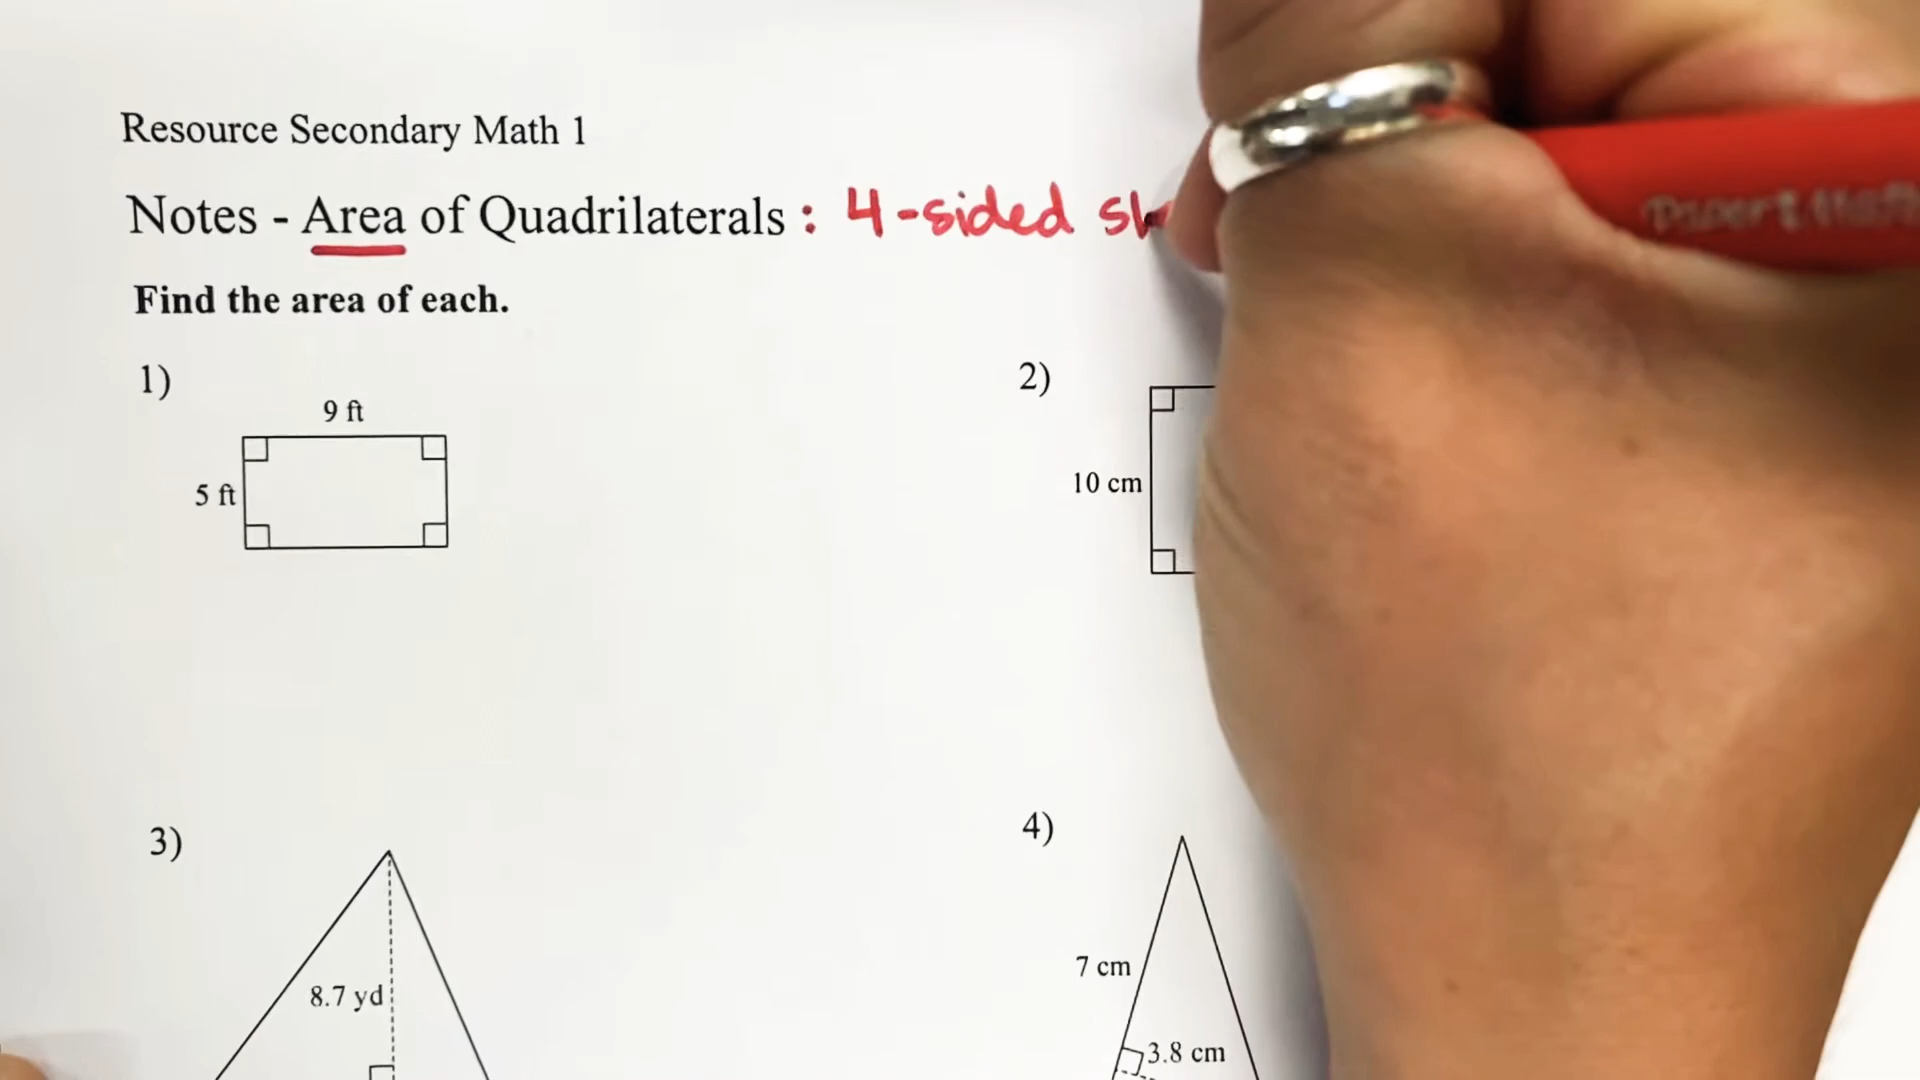 Resource Secondary Math 1
Notes - Area of Quadrilaterals : 4-sided
Find the area of each.
1)
9 ft
5 ft
2)
10 cm
3)
8.7 yd
4)
7 cm
3.8 cm